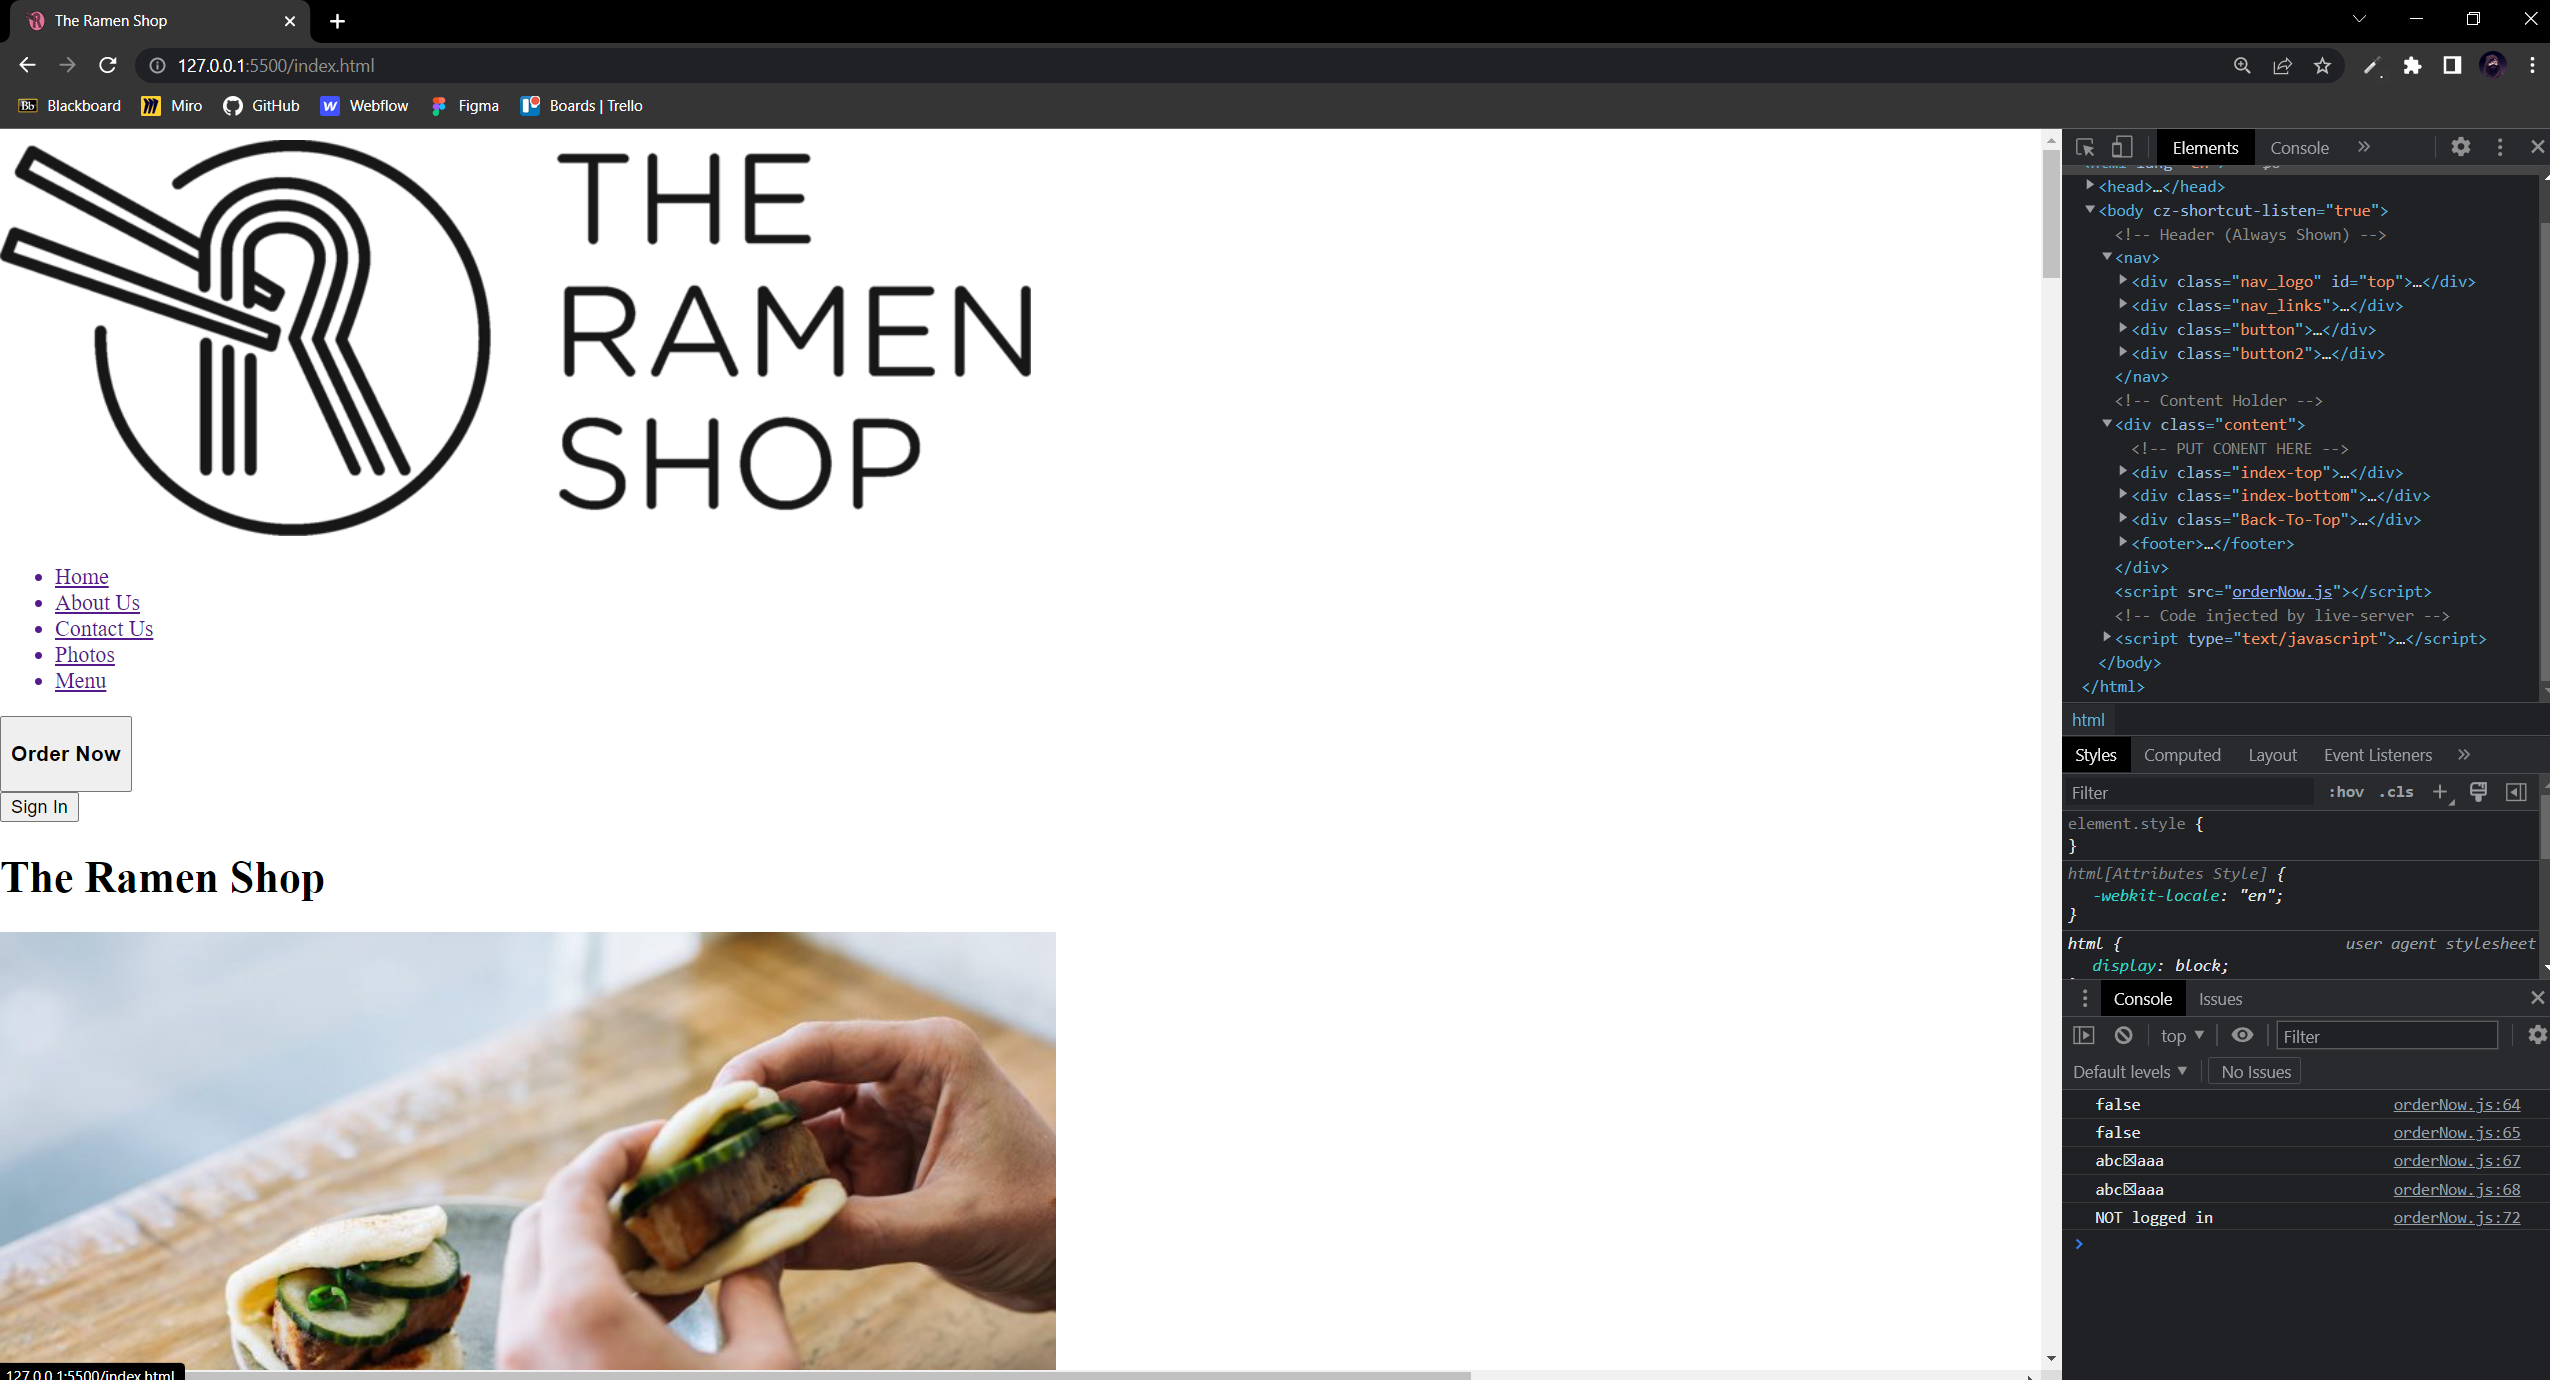 The Ramen Shop
127.0.0.1:5500/index.html
Blackboard Miro GitHub Webflow Figma Boards | Trello
THE
RAMEN
SHOP
Home
About Us
Contact Us
Photos
Menu
Order Now
Sign In
The Ramen Shop
127.0.0.1:5500/index.html
Elements Console
<head>…</head>
<body cz-shortcut-listen="true">
<!-- Header (Always Shown) -->
<nav>
<div class="nav_logo" id="top">…</div>
<div class="nav_links">…</div>
<div class="button">…</div>
<div class="button2">…</div>
</nav>
<!-- Content Holder -->
<div class="content">
<!-- PUT CONENT HERE -->
<div class="index-top">…</div>
<div class="index-bottom">…</div>
<div class="Back-To-Top">…</div>
<footer>…</footer>
</div>
<script src="orderNow.js"></script>
<!-- Code injected by live-server -->
<script type="text/javascript">…</script>
</body>
</html>
html
Styles Computed Layout Event Listeners
Filter :hov .cls
element.style {
}
html[Attributes Style] {
-webkit-locale: "en";
}
html { user agent stylesheet
display: block;
Console Issues
top Filter
Default levels No Issues
false orderNow.js:64
false orderNow.js:65
abc☒aaa orderNow.js:67
abc☒aaa orderNow.js:68
NOT logged in orderNow.js:72